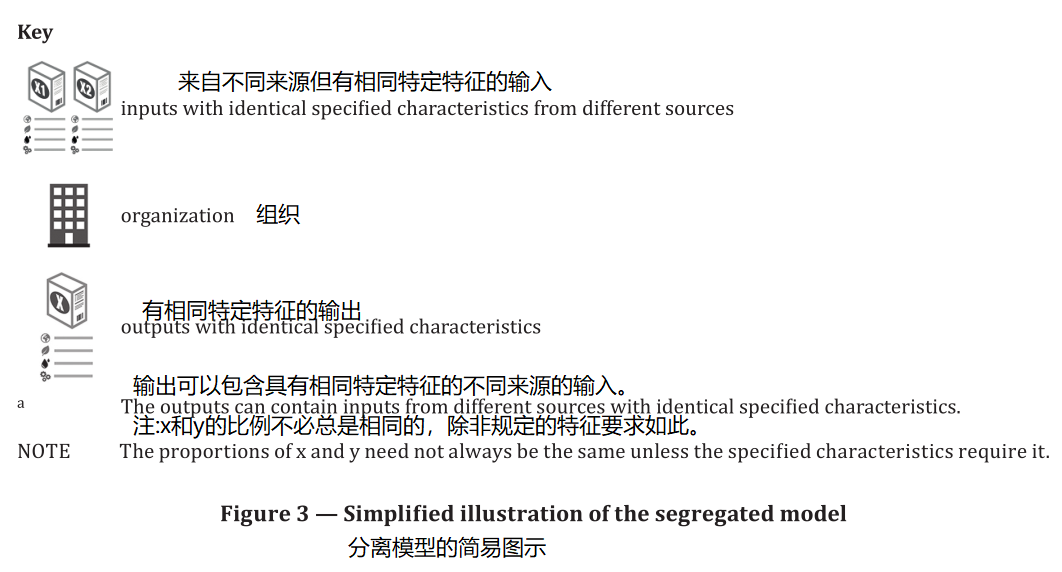 Key
X1 X2
来自不同来源但有相同特定特征的输入
inputs with identical specified characteristics from different sources
organization 组织
X
有相同特定特征的输出
outputs with identical specified characteristics
输出可以包含具有相同特定特征的不同来源的输入。
a The outputs can contain inputs from different sources with identical specified characteristics.
注:x和y的比例不必总是相同的，除非规定的特征要求如此。
NOTE The proportions of x and y need not always be the same unless the specified characteristics require it.
Figure 3 — Simplified illustration of the segregated model
分离模型的简易图示